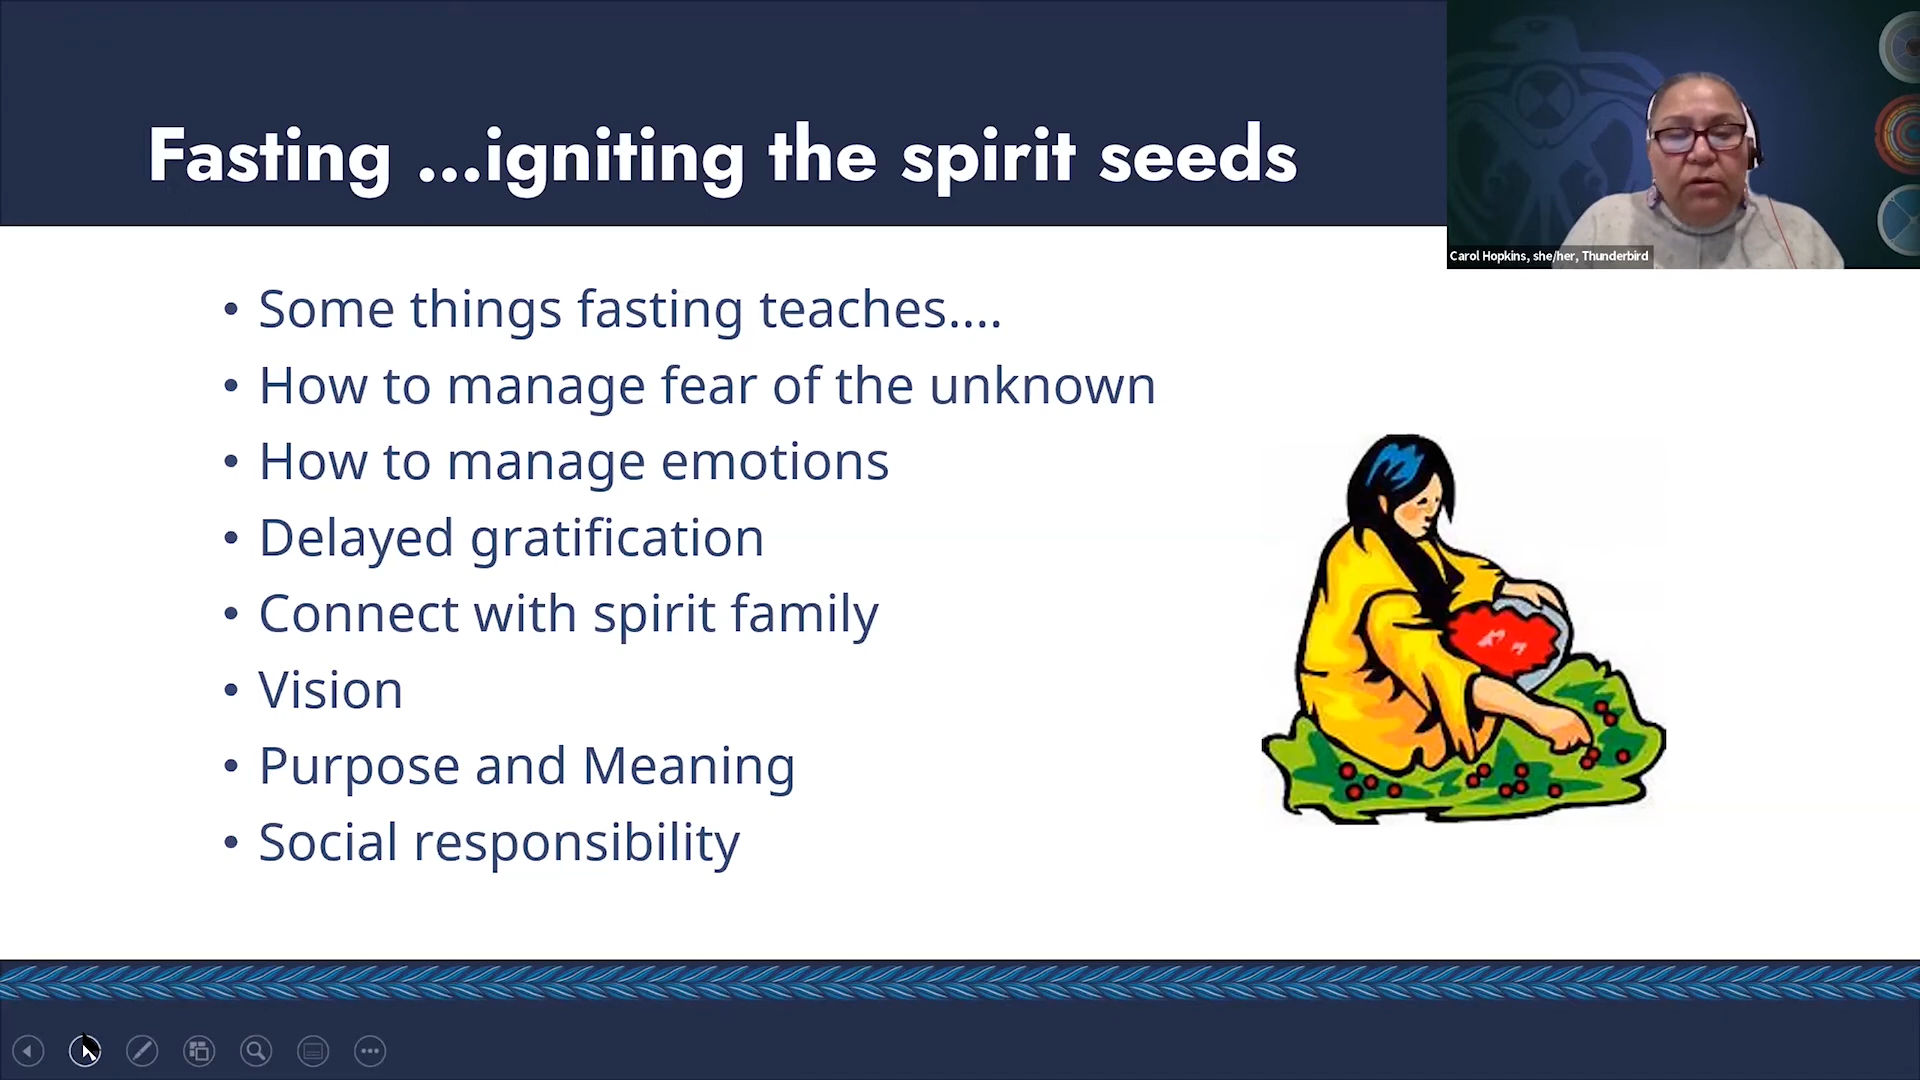 Fasting ...igniting the spirit seeds
Carol Hopkins, she/her, Thunderbird
• Some things fasting teaches....
• How to manage fear of the unknown
• How to manage emotions
• Delayed gratification
• Connect with spirit family
• Vision
• Purpose and Meaning
• Social responsibility